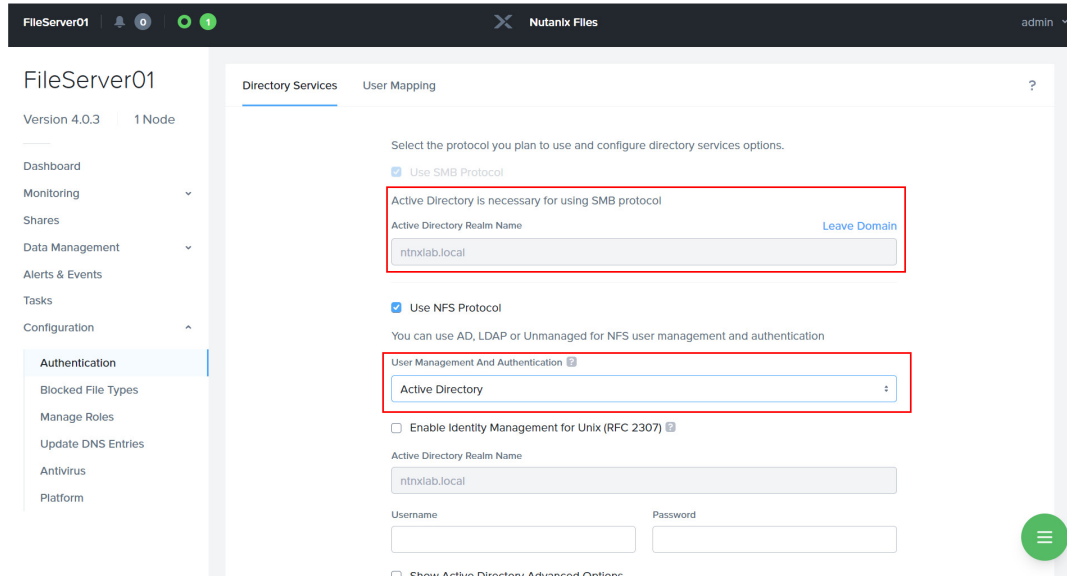 FileServer01 0 1 Nutanix Files admin
FileServer01
Version 4.0.3 1 Node
Dashboard
Monitoring
Shares
Data Management
Alerts & Events
Tasks
Configuration
Authentication
Blocked File Types
Manage Roles
Update DNS Entries
Antivirus
Platform
Directory Services User Mapping ?
Select the protocol you plan to use and configure directory services options.
Use SMB Protocol
Active Directory is necessary for using SMB protocol
Active Directory Realm Name Leave Domain
ntnxlab.local
Use NFS Protocol
You can use AD, LDAP or Unmanaged for NFS user management and authentication
User Management And Authentication ?
Active Directory
Enable Identity Management for Unix (RFC 2307) ?
Active Directory Realm Name
ntnxlab.local
Username Password
Show Active Directory Advanced Options